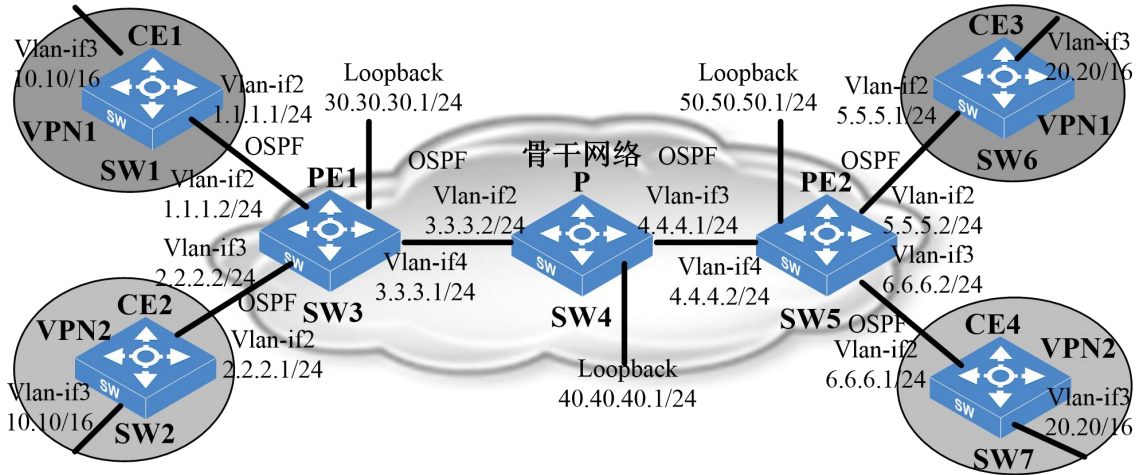 CE1
Vlan-if3
10.10/16
Vlan-if2
1.1.1.1/24
SW
VPN1
OSPF
SW1
Vlan-if2
1.1.1.2/24
Loopback
30.30.30.1/24
PE1
OSPF
SW
Vlan-if4
3.3.3.1/24
SW3
Vlan-if3
2.2.2.2/24
OSPF
CE2
VPN2
Vlan-if2
2.2.2.1/24
SW
Vlan-if3
10.10/16
SW2
骨干网络
P
Vlan-if2
3.3.3.2/24
Vlan-if3
4.4.4.1/24
SW
SW4
Loopback
40.40.40.1/24
OSPF
Loopback
50.50.50.1/24
PE2
SW
Vlan-if4
4.4.4.2/24
SW5
CE3
Vlan-if3
20.20/16
Vlan-if2
5.5.5.1/24
SW
VPN1
SW6
OSPF
Vlan-if2
5.5.5.2/24
Vlan-if3
6.6.6.2/24
OSPF
CE4
VPN2
Vlan-if2
6.6.6.1/24
SW
Vlan-if3
20.20/16
SW7